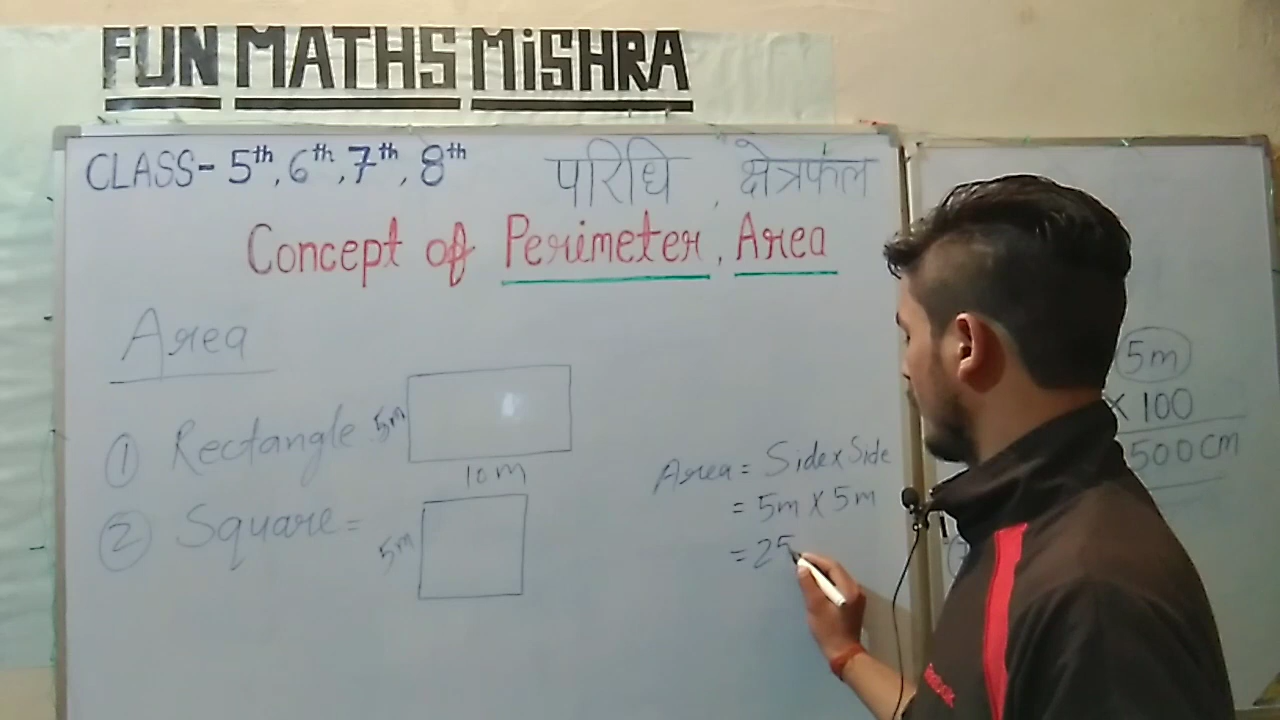 FUN MATHS MiSHRA
CLASS- 5th, 6th, 7th, 8th
परिधि , क्षेत्रफल
Concept of Perimeter, Area
Area
① Rectangle
5m
10m
② Square =
5m
Area = Side x Side
= 5m x 5m
= 25
5m
x 100
500 cm